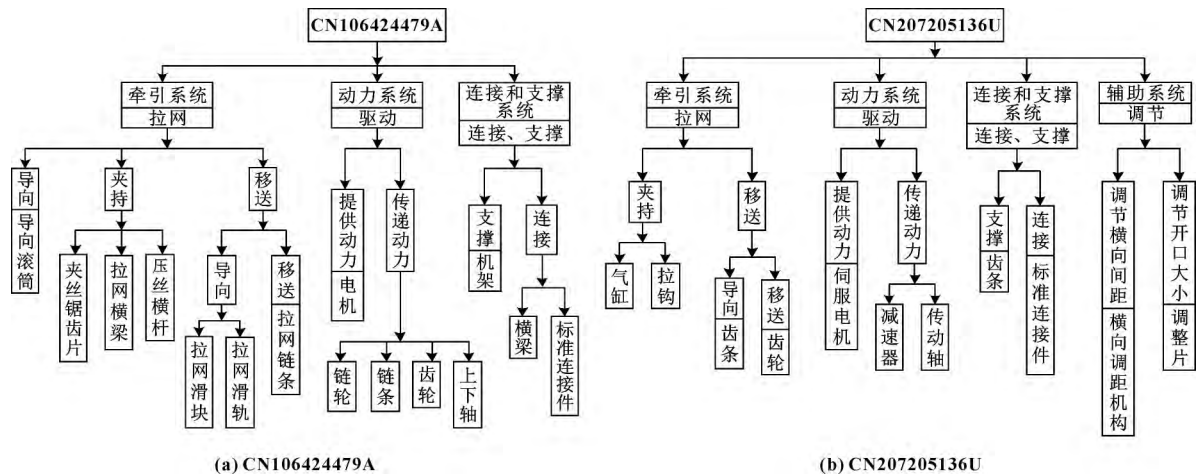 CN106424479A
牵引系统
拉网
动力系统
驱动
连接和支撑
系统
连接、支撑
导向
导向滚筒
夹持
移送
夹丝锯齿片
拉网横梁
压丝横杆
导向
移送
拉网链条
拉网滑块
拉网滑轨
提供动力
电机
传递动力
链轮
链条
齿轮
上下轴
支撑
机架
连接
横梁
标准连接件
(a) CN106424479A
CN207205136U
牵引系统
拉网
动力系统
驱动
连接和支撑
系统
连接、支撑
辅助系统
调节
夹持
移送
气缸
拉钩
导向
齿条
移送
齿轮
提供动力
伺服电机
传递动力
减速器
传动轴
支撑
齿条
连接
标准连接件
调节横向间距
横向调距机构
调节开口大小
调整片
(b) CN207205136U